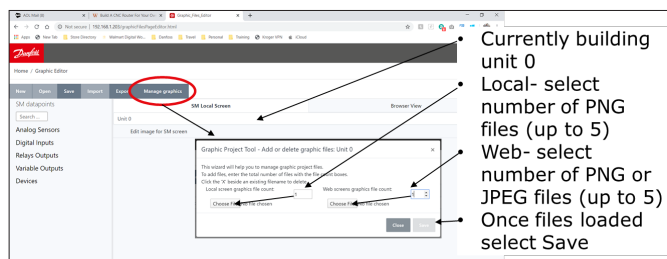 AOL Mail (0)
Build A CNC Router For Your Ow
Graphic_Files_Editor
Not secure | 192.168.1.203/graphicFilesPageEditor.html
Apps New Tab Store Directory Walmart Digital Wa... Danfoss Travel Personal Training Kroger VPN iCloud
Danfoss
Home / Graphic Editor
New Open Save Import Export Manage graphics
SM datapoints
Search ...
Analog Sensors
Digital Inputs
Relays Outputs
Variable Outputs
Devices
SM Local Screen Browser View
Unit 0
Edit image for SM screen
Graphic Project Tool - Add or delete graphic files: Unit 0 ×
This wizard will help you to manage graphic project files.
To add files, enter the total number of files with the file count boxes.
Click the 'X' beside an existing filename to delete.
Local screen graphics file count: Web screens graphics file count:
Choose File No file chosen Choose File No file chosen
Close Save
• Currently building
unit 0
• Local- select
number of PNG
files (up to 5)
• Web- select
number of PNG or
JPEG files (up to 5)
• Once files loaded
select Save